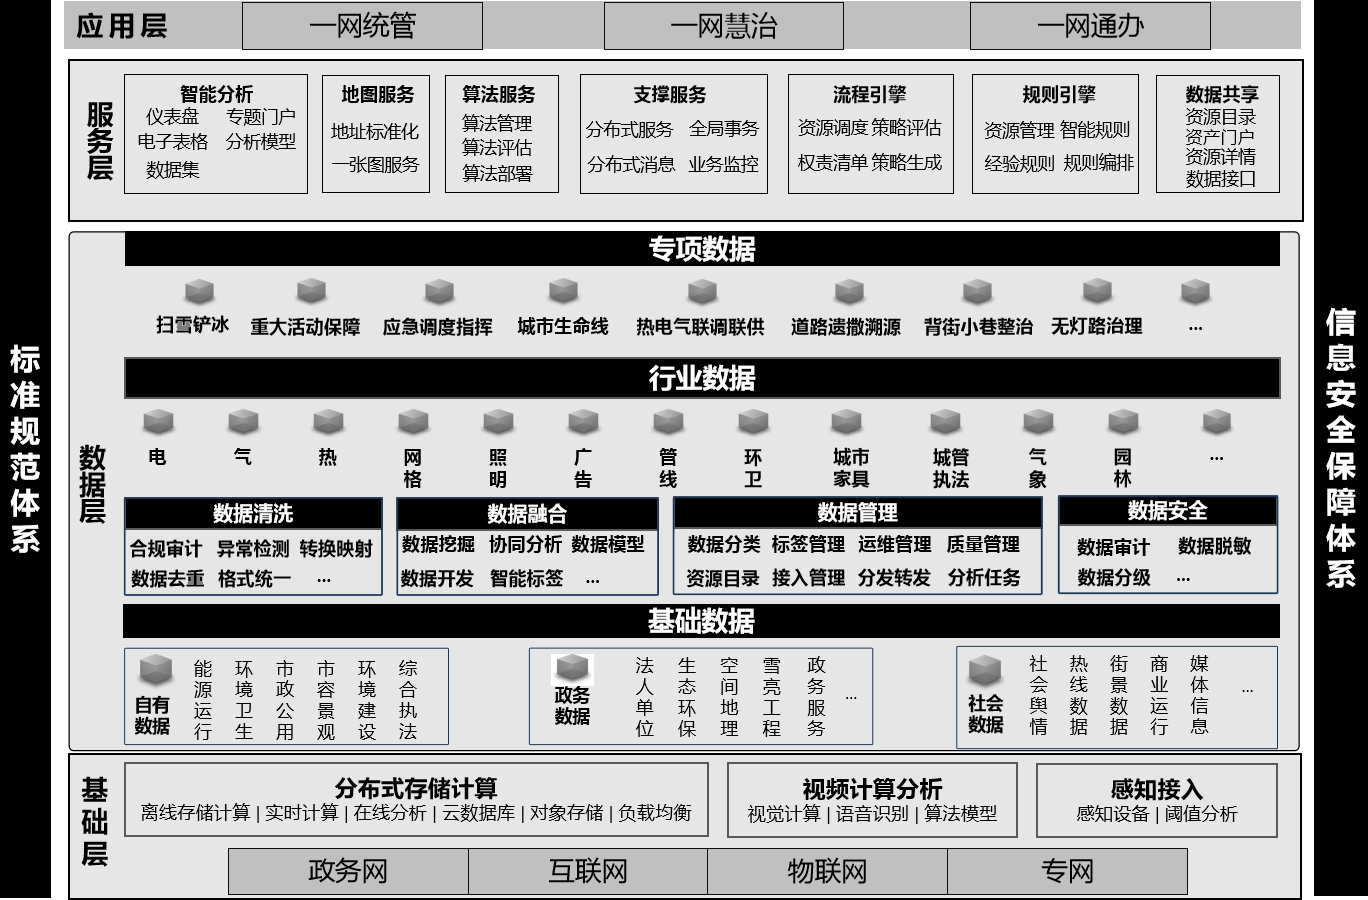 应用层
一网统管
一网慧治
一网通办
服务层
智能分析
仪表盘 专题门户
电子表格 分析模型
数据集
地图服务
地址标准化
一张图服务
算法服务
算法管理
算法评估
算法部署
支撑服务
分布式服务 全局事务
分布式消息 业务监控
流程引擎
资源调度 策略评估
权责清单 策略生成
规则引擎
资源管理 智能规则
经验规则 规则编排
数据共享
资源目录
资产门户
资源详情
数据接口
标准规范体系
信息安全保障体系
数据层
专项数据
扫雪铲冰 重大活动保障 应急调度指挥 城市生命线 热电气联调联供 道路遗撒溯源 背街小巷整治 无灯路治理 ...
行业数据
电 气 热 网格 照明 广告 管线 环卫 城市家具 城管执法 气象 园林 ...
数据清洗
合规审计 异常检测 转换映射
数据去重 格式统一 ...
数据融合
数据挖掘 协同分析 数据模型
数据开发 智能标签 ...
数据管理
数据分类 标签管理 运维管理 质量管理
资源目录 接入管理 分发转发 分析任务
数据安全
数据审计 数据脱敏
数据分级 ...
基础数据
自有
数据
能源运行
环境卫生
市政公用
市容景观
环境建设
综合执法
政务
数据
法人单位
生态环保
空间地理
雪亮工程
政务服务
...
社会
数据
社会舆情
热线数据
街景数据
商业运行
媒体信息
...
基础层
分布式存储计算
离线存储计算 | 实时计算 | 在线分析 | 云数据库 | 对象存储 | 负载均衡
视频计算分析
视觉计算 | 语音识别 | 算法模型
感知接入
感知设备 | 阈值分析
政务网
互联网
物联网
专网